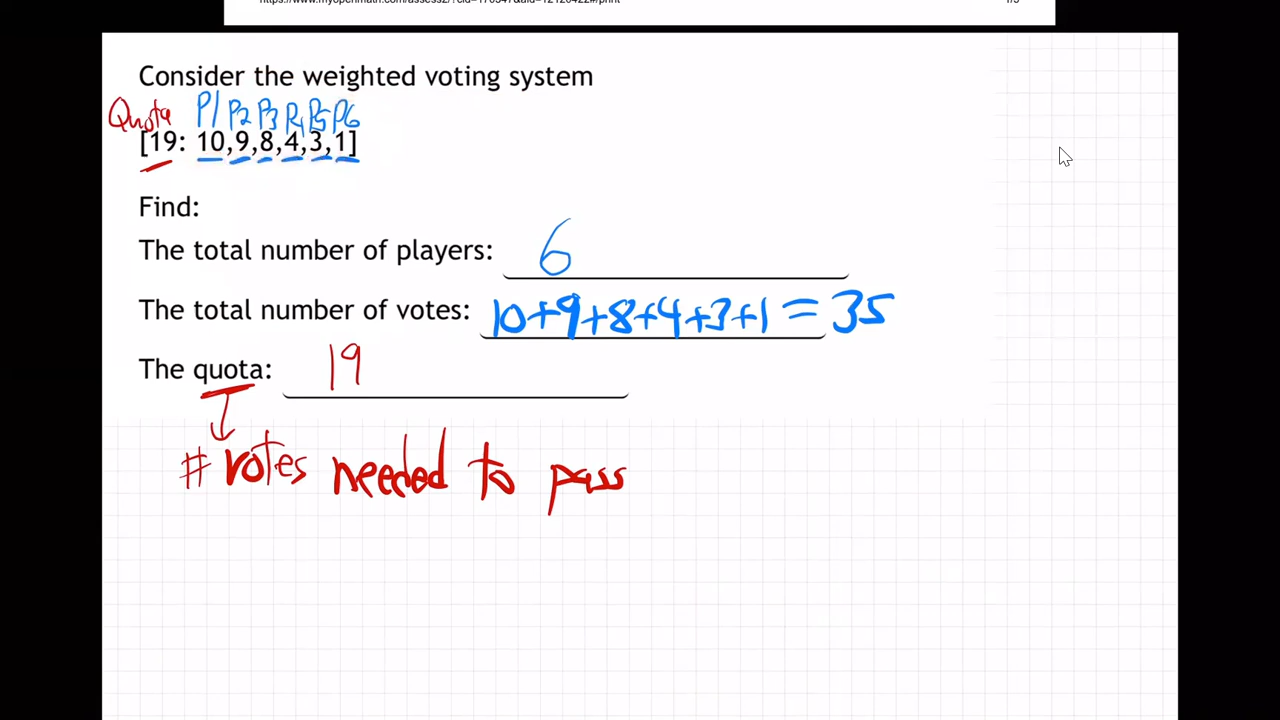 Consider the weighted voting system
Quota P1 P2 P3 P4 P5 P6
[19: 10,9,8,4,3,1]
Find:
The total number of players: 6
The total number of votes: 10+9+8+4+3+1 = 35
The quota: 19
# votes needed to pass